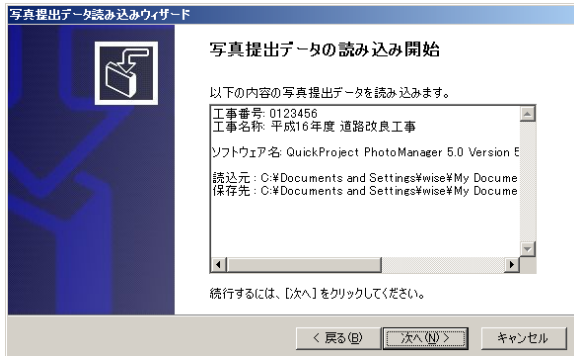 写真提出データ読み込みウィザード
写真提出データの読み込み開始
以下の内容の写真提出データを読み込みます。
工事番号: 0123456
工事名称: 平成16年度 道路改良工事
ソフトウェア名: QuickProject PhotoManager 5.0 Version 5
読込元 : C:¥Documents and Settings¥wise¥My Docume
保存先 : C:¥Documents and Settings¥wise¥My Docume
続行するには、[次へ] をクリックしてください。
< 戻る(B)
次へ(N) >
キャンセル